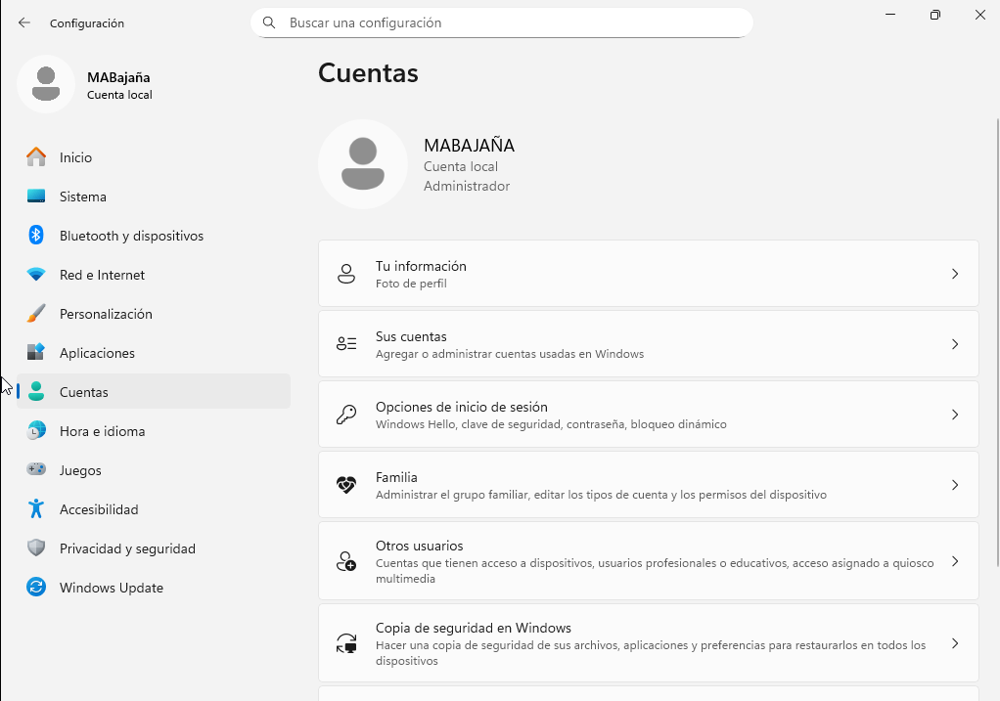 Configuración
Buscar una configuración
MABajaña
Cuenta local
Inicio
Sistema
Bluetooth y dispositivos
Red e Internet
Personalización
Aplicaciones
Cuentas
Hora e idioma
Juegos
Accesibilidad
Privacidad y seguridad
Windows Update
Cuentas
MABAJAÑA
Cuenta local
Administrador
Tu información
Foto de perfil
Sus cuentas
Agregar o administrar cuentas usadas en Windows
Opciones de inicio de sesión
Windows Hello, clave de seguridad, contraseña, bloqueo dinámico
Familia
Administrar el grupo familiar, editar los tipos de cuenta y los permisos del dispositivo
Otros usuarios
Cuentas que tienen acceso a dispositivos, usuarios profesionales o educativos, acceso asignado a quiosco
multimedia
Copia de seguridad en Windows
Hacer una copia de seguridad de sus archivos, aplicaciones y preferencias para restaurarlos en todos los
dispositivos